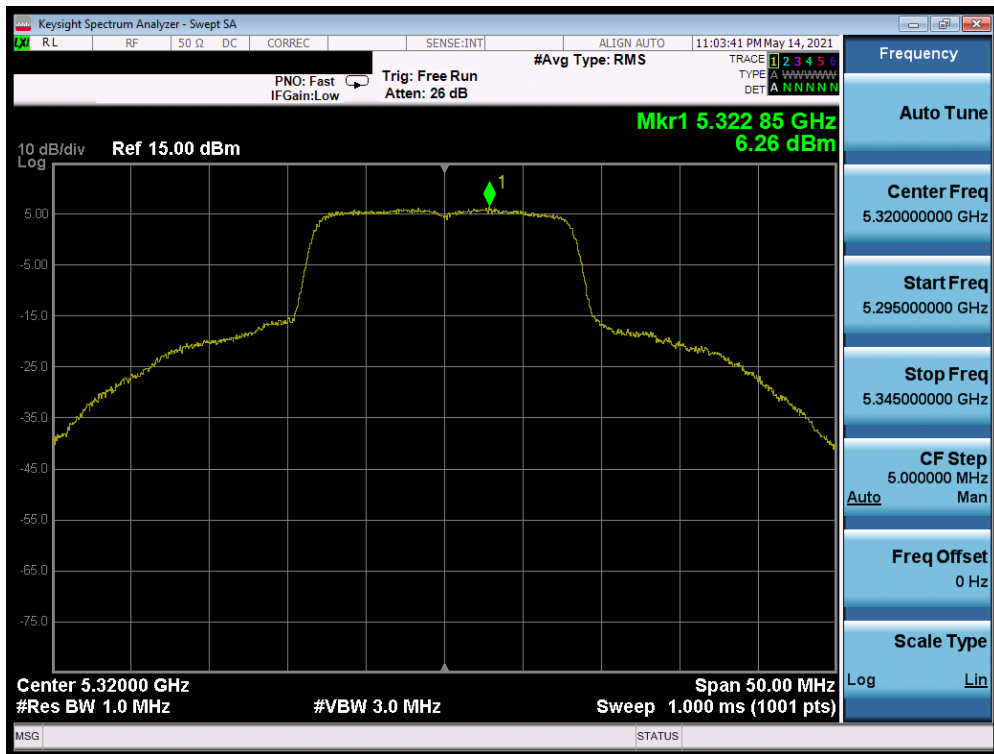 Keysight Spectrum Analyzer - Swept SA
LXI RL RF 50 Ω DC CORREC SENSE:INT ALIGN AUTO 11:03:41 PM May 14, 2021
#Avg Type: RMS TRACE 1 2 3 4 5 6
PNO: Fast Trig: Free Run TYPE A WWWWW
IFGain:Low Atten: 26 dB DET A N N N N N
Mkr1 5.322 85 GHz
6.26 dBm
10 dB/div Ref 15.00 dBm
Log
1
5.00
-5.00
-15.0
-25.0
-35.0
-45.0
-55.0
-65.0
-75.0
Center 5.32000 GHz Span 50.00 MHz
#Res BW 1.0 MHz #VBW 3.0 MHz Sweep 1.000 ms (1001 pts)
MSG STATUS
Frequency
Auto Tune
Center Freq
5.320000000 GHz
Start Freq
5.295000000 GHz
Stop Freq
5.345000000 GHz
CF Step
5.000000 MHz
Auto Man
Freq Offset
0 Hz
Scale Type
Log Lin